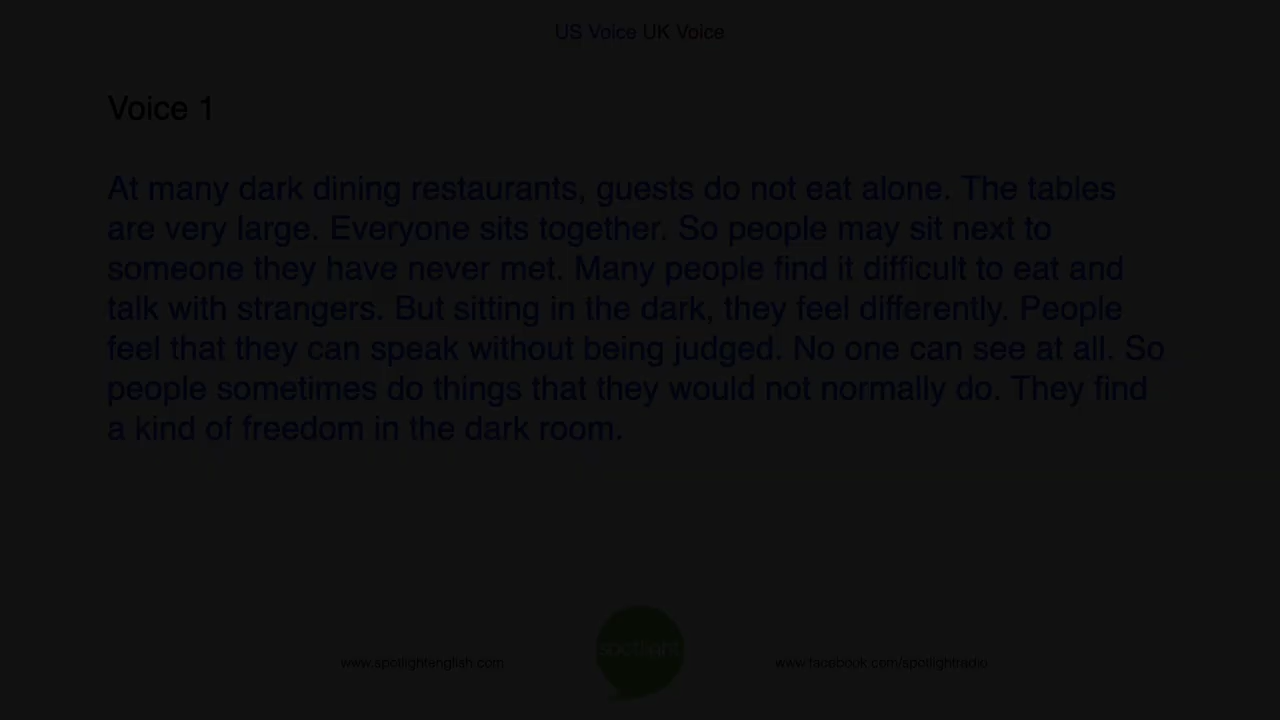 US Voice UK Voice
Voice 1
At many dark dining restaurants, guests do not eat alone. The tables
are very large. Everyone sits together. So people may sit next to
someone they have never met. Many people find it difficult to eat and
talk with strangers. But sitting in the dark, they feel differently. People
feel that they can speak without being judged. No one can see at all. So
people sometimes do things that they would not normally do. They find
a kind of freedom in the dark room.
spotlight
www.spotlightenglish.com
www.facebook.com/spotlightradio